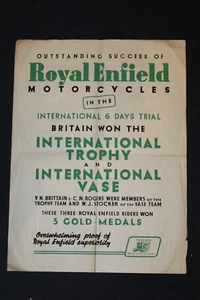 OUTSTANDING SUCCESS OF
Royal Enfield
MOTORCYCLES
IN THE
INTERNATIONAL 6 DAYS TRIAL
BRITAIN WON THE
INTERNATIONAL
TROPHY
AND
INTERNATIONAL
VASE
V.N. BRITTAIN & C.N. ROGERS WERE MEMBERS OF THE
TROPHY TEAM AND W.J. STOCKER OF THE VASE TEAM
THESE THREE ROYAL ENFIELD RIDERS WON
3 GOLD MEDALS
Overwhelming proof of
Royal Enfield superiority